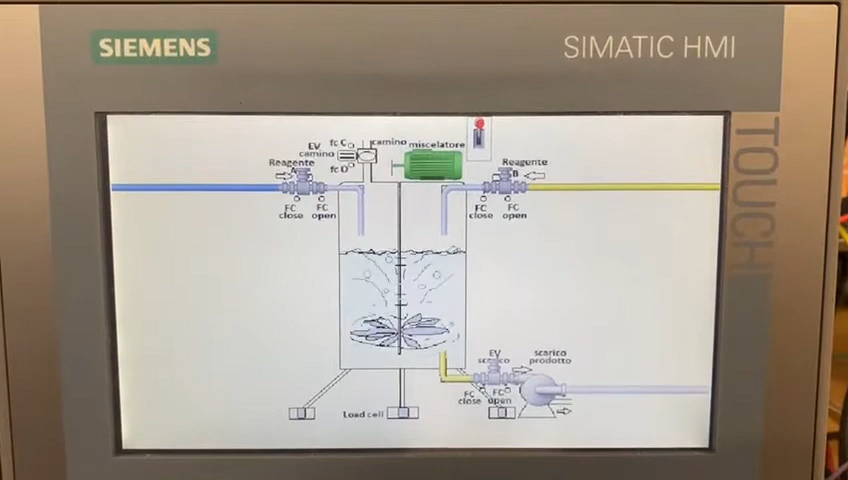 SIEMENS
SIMATIC HMI
TOUCH
fc C
camino
miscelatore
EV
camino
fc O
Reagente
A
Reagente
B
FC
close
FC
open
FC
close
FC
open
EV
scarico
scarico
prodotto
FC
close
FC
open
Load cell